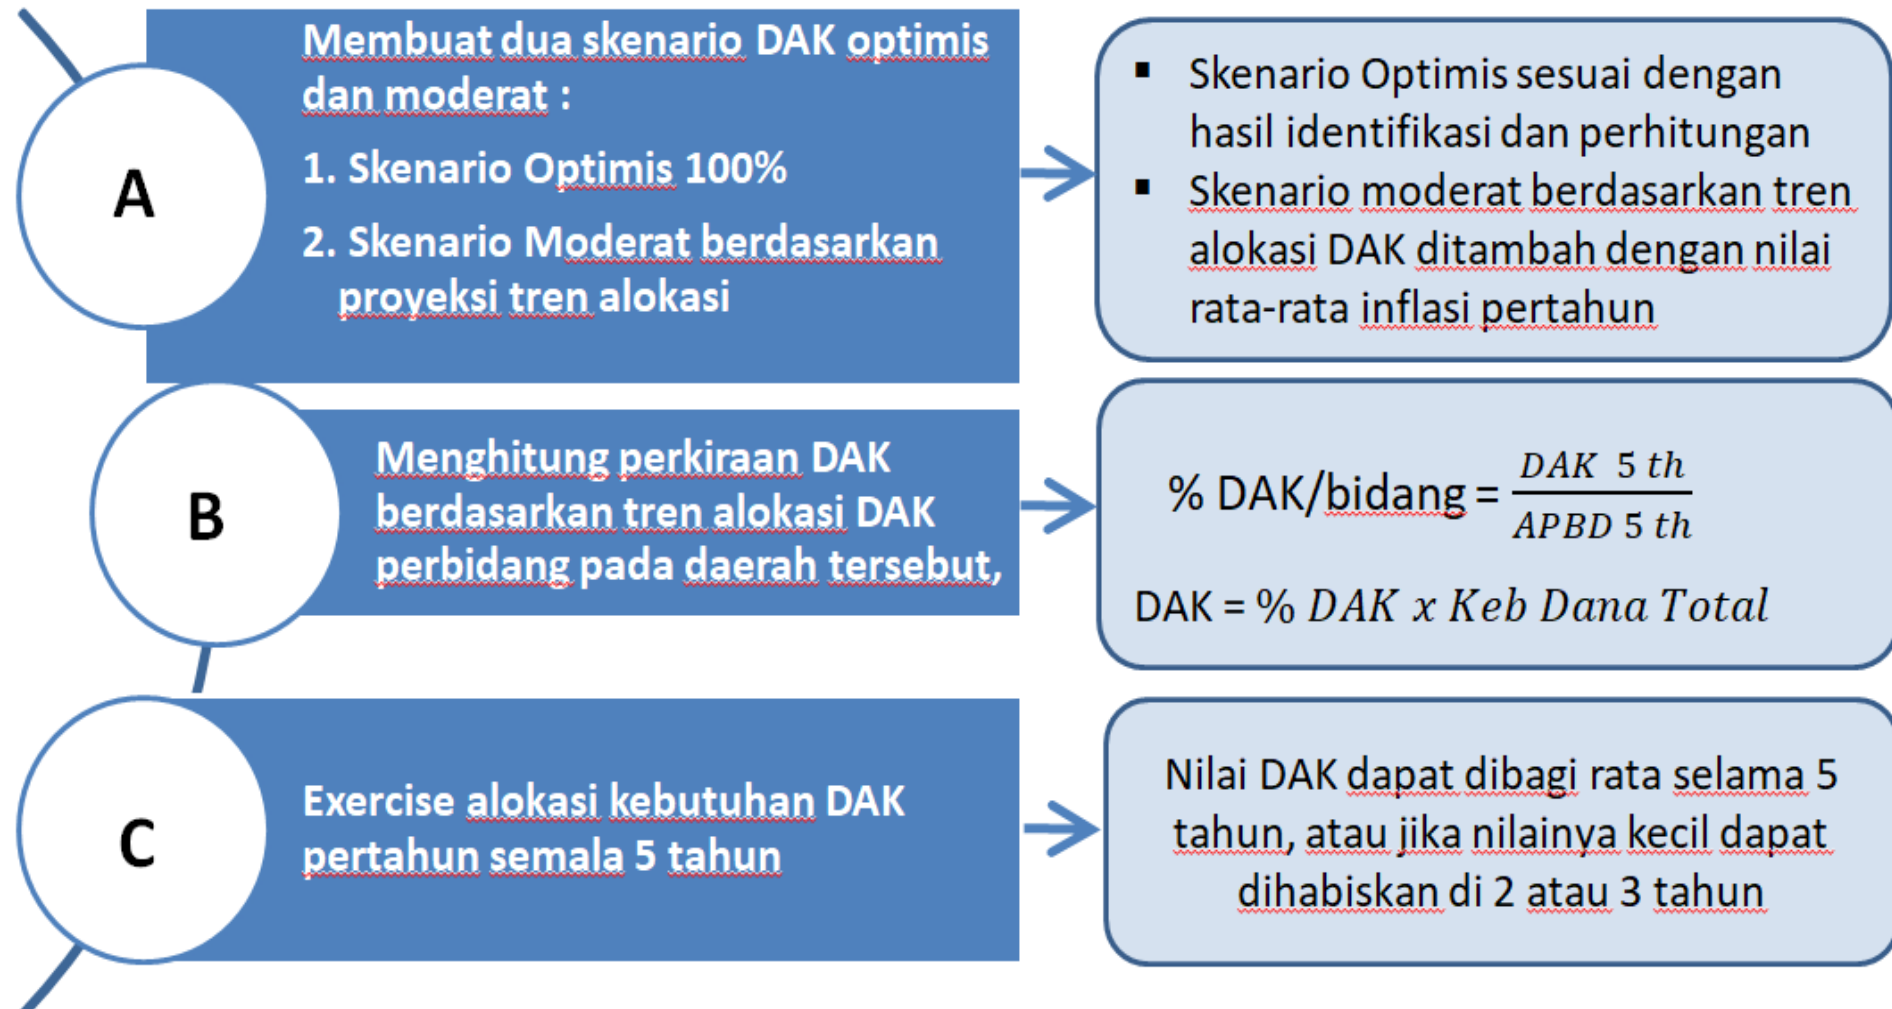 A
Membuat dua skenario DAK optimis
dan moderat :
1. Skenario Optimis 100%
2. Skenario Moderat berdasarkan
proyeksi tren alokasi
▪ Skenario Optimis sesuai dengan
hasil identifikasi dan perhitungan
▪ Skenario moderat berdasarkan tren
alokasi DAK ditambah dengan nilai
rata-rata inflasi pertahun
B
Menghitung perkiraan DAK
berdasarkan tren alokasi DAK
perbidang pada daerah tersebut,
% DAK/bidang = DAK 5 th / APBD 5 th
DAK = % DAK x Keb Dana Total
C
Exercise alokasi kebutuhan DAK
pertahun semala 5 tahun
Nilai DAK dapat dibagi rata selama 5
tahun, atau jika nilainya kecil dapat
dihabiskan di 2 atau 3 tahun